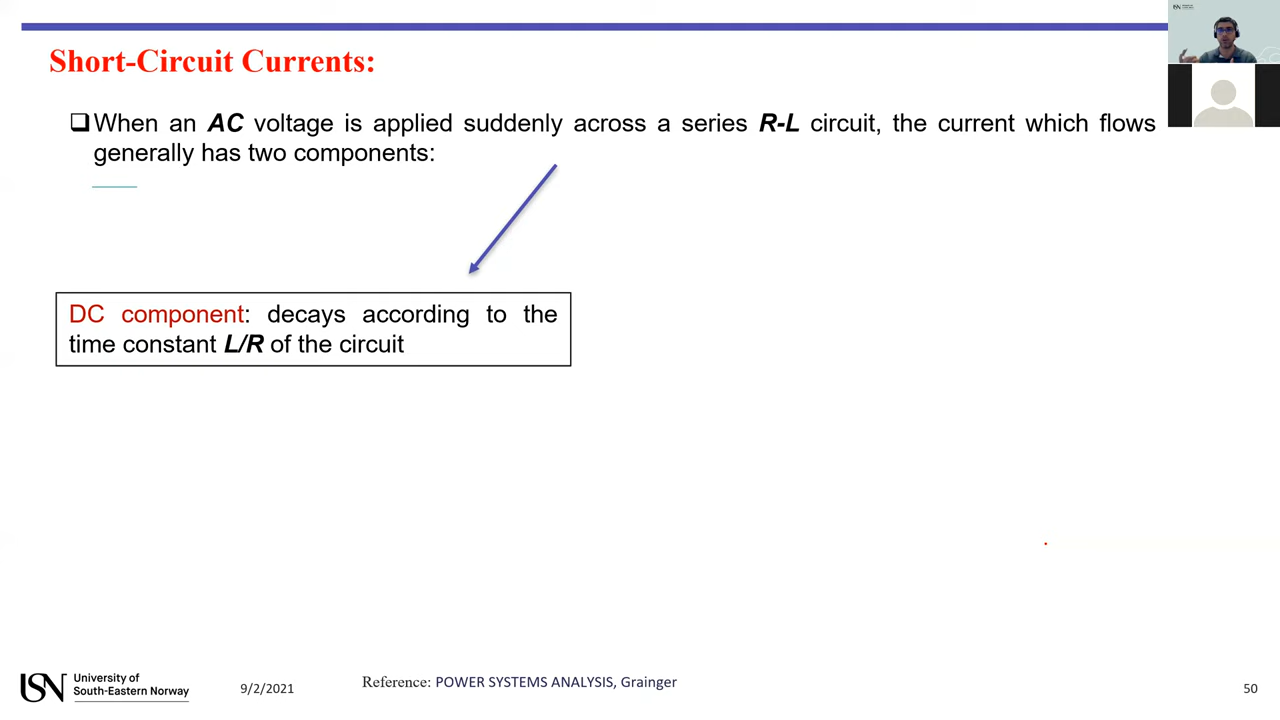 Short-Circuit Currents:
When an AC voltage is applied suddenly across a series R-L circuit, the current which flows
generally has two components:
DC component: decays according to the
time constant L/R of the circuit
USN University of
South-Eastern Norway
9/2/2021
Reference: POWER SYSTEMS ANALYSIS, Grainger
50